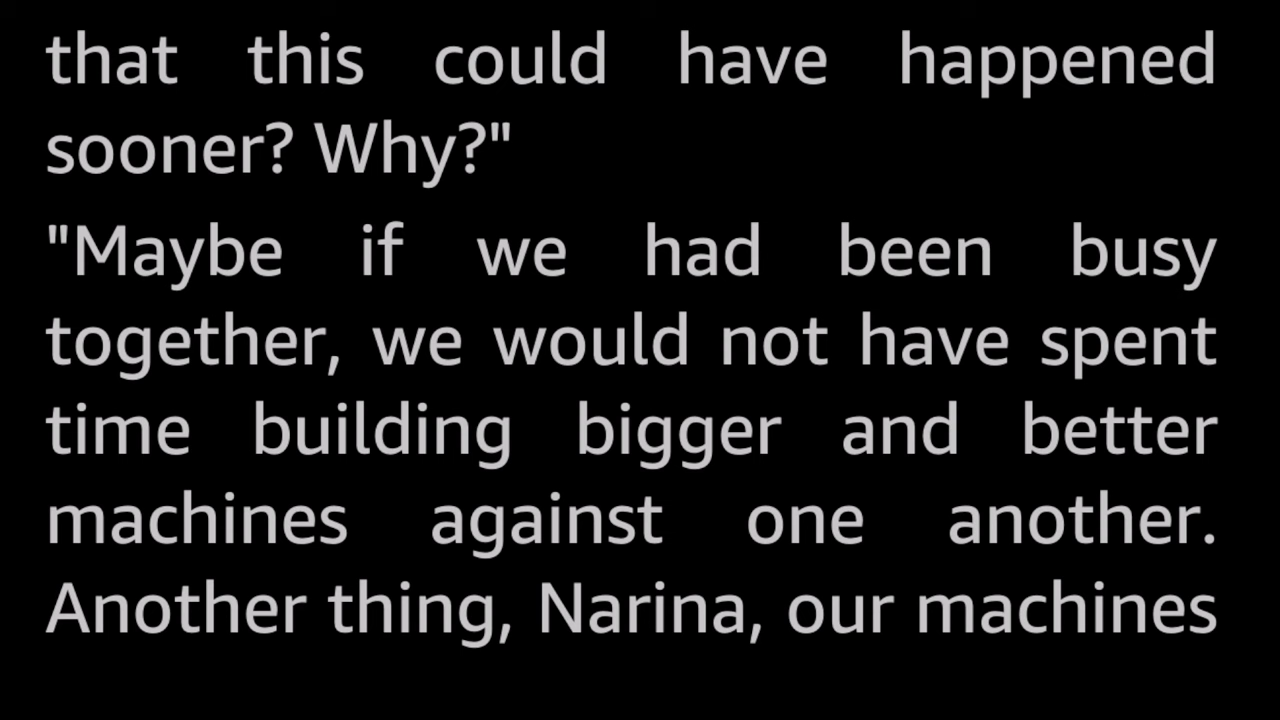 that this could have happened
sooner? Why?"
"Maybe if we had been busy
together, we would not have spent
time building bigger and better
machines against one another.
Another thing, Narina, our machines